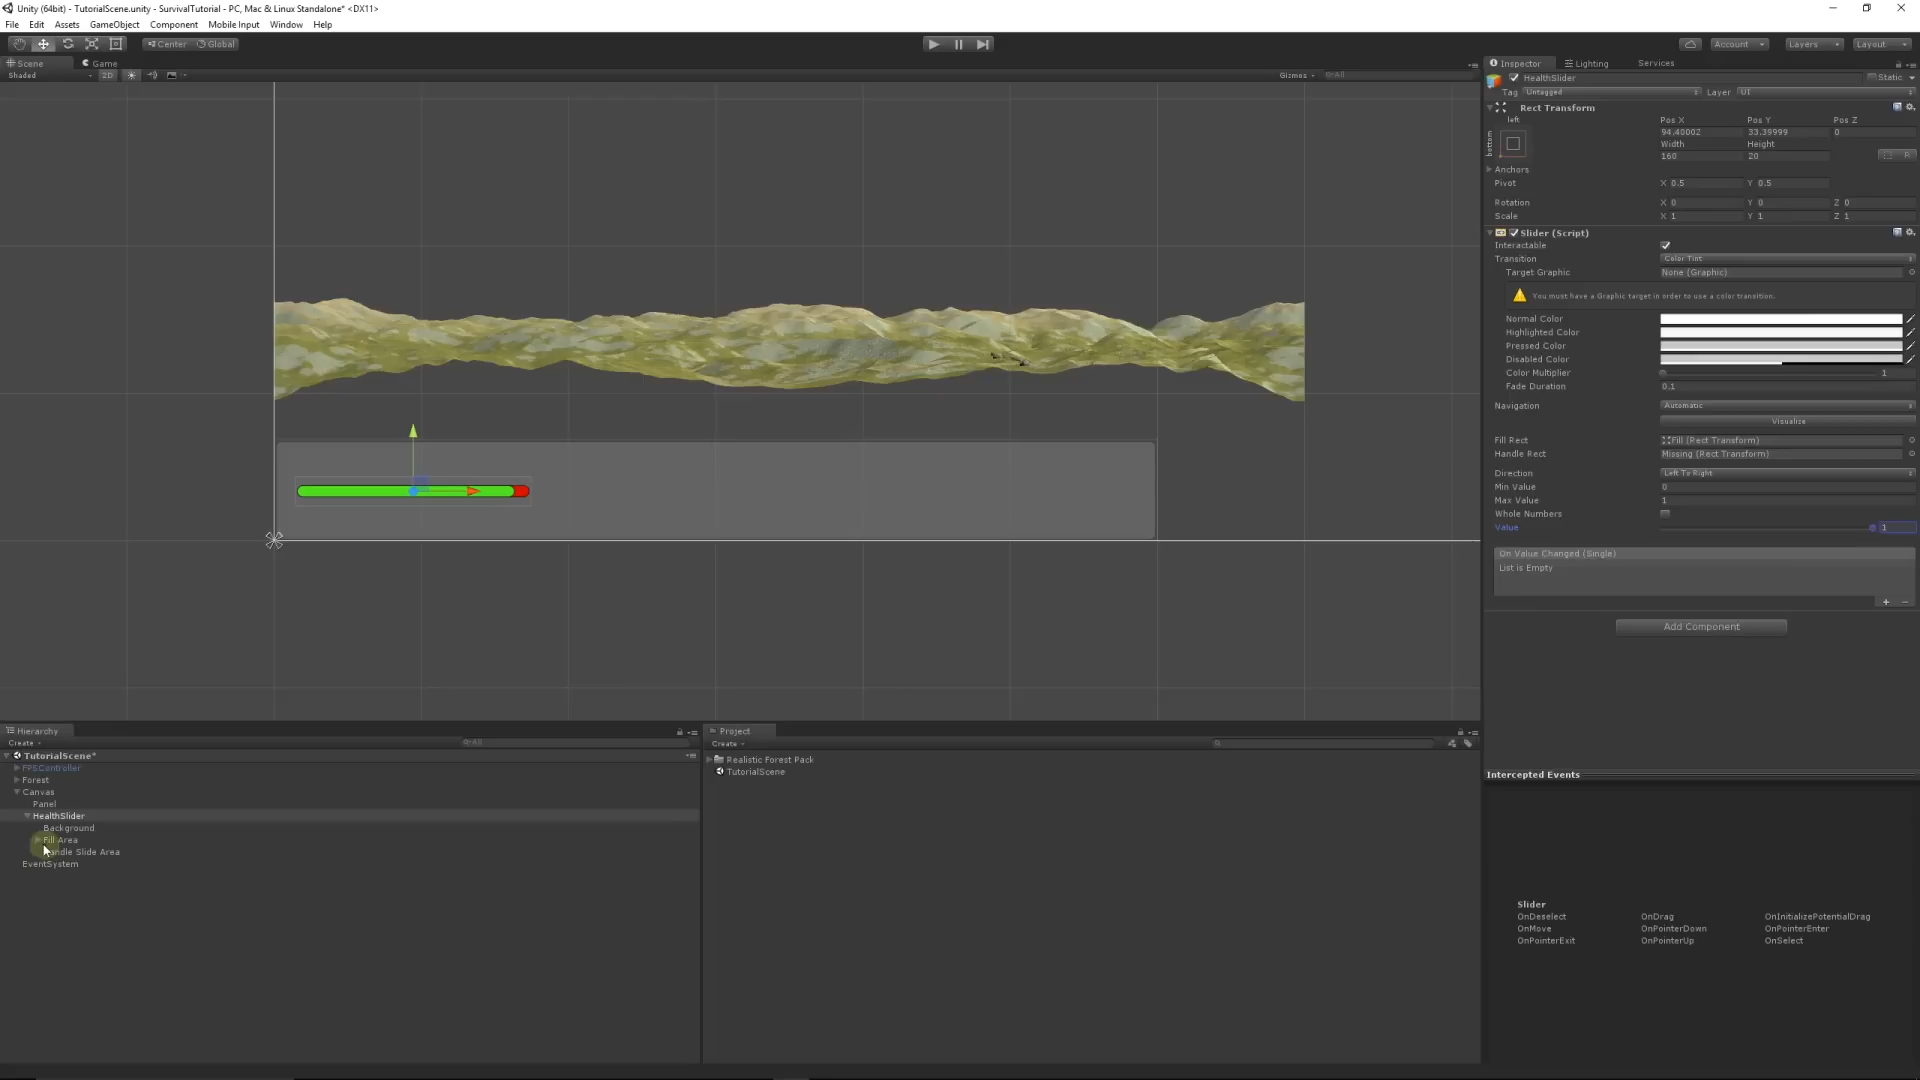 Unity (64bit) - TutorialScene.unity - SurvivalTutorial - PC, Mac & Linux Standalone* <DX11>
File Edit Assets GameObject Component Mobile Input Window Help
Center Global Account Layers Layout
Scene Game
Shaded 2D Gizmos All
Inspector Lighting Services
HealthSlider Static
Tag Untagged Layer UI
Rect Transform
left
bottom
Pos X Pos Y Pos Z
94.40002 33.39999 0
Width Height
160 20
R
Anchors
Pivot X 0.5 Y 0.5
Rotation X 0 Y 0 Z 0
Scale X 1 Y 1 Z 1
Slider (Script)
Interactable
Transition Color Tint
Target Graphic None (Graphic)
You must have a Graphic target in order to use a color transition.
Normal Color
Highlighted Color
Pressed Color
Disabled Color
Color Multiplier 1
Fade Duration 0.1
Navigation Automatic
Visualize
Fill Rect Fill (Rect Transform)
Handle Rect Missing (Rect Transform)
Direction Left To Right
Min Value 0
Max Value 1
Whole Numbers
Value 1
On Value Changed (Single)
List is Empty
+ -
Add Component
Hierarchy
Create All
TutorialScene*
FPSController
Forest
Canvas
Panel
HealthSlider
Background
Fill Area
andle Slide Area
EventSystem
Project
Create
Realistic Forest Pack
TutorialScene
Intercepted Events
Slider
OnDeselect OnDrag OnInitializePotentialDrag
OnMove OnPointerDown OnPointerEnter
OnPointerExit OnPointerUp OnSelect